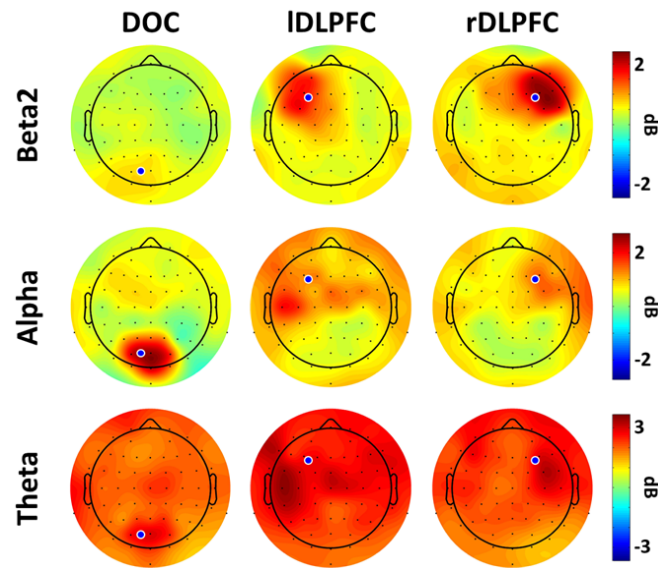 DOC lDLPFC rDLPFC
Beta2
2
dB
-2
Alpha
2
dB
-2
Theta
3
dB
-3